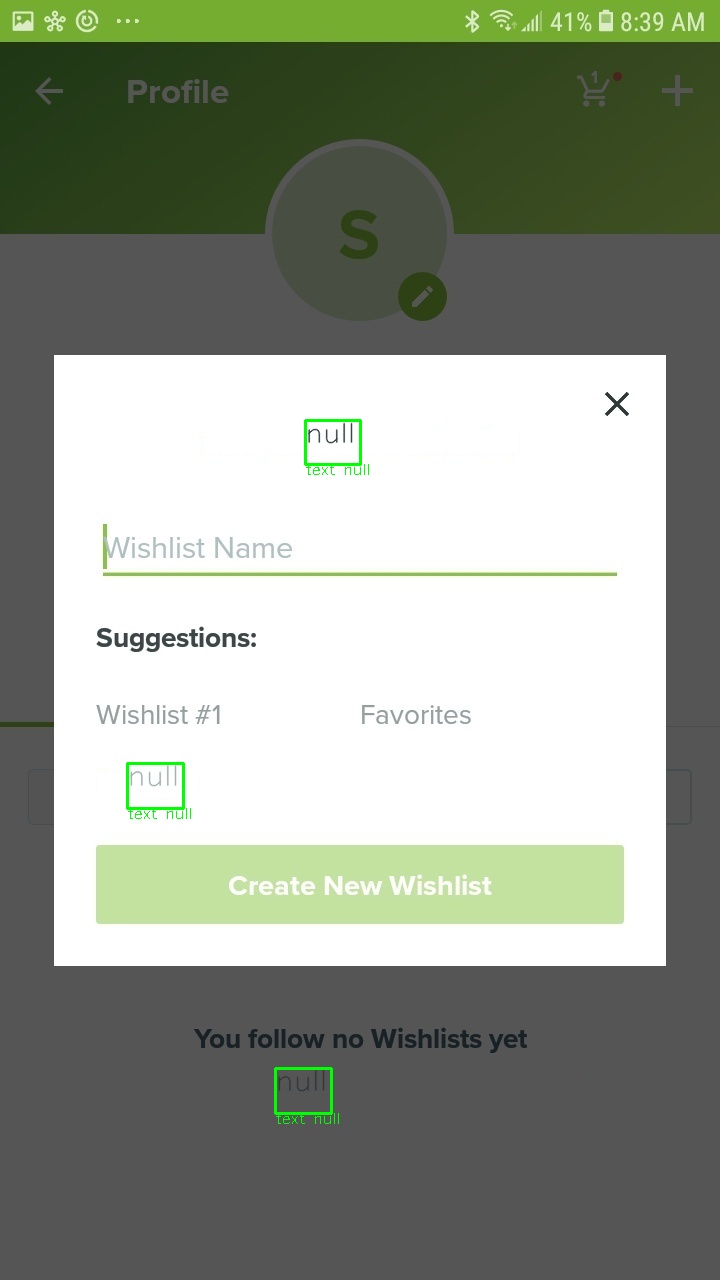 41% 8:39 AM
Profile
1
S
null
text null
Wishlist Name
Suggestions:
Wishlist #1 Favorites
null
text null
Create New Wishlist
You follow no Wishlists yet
null
text null